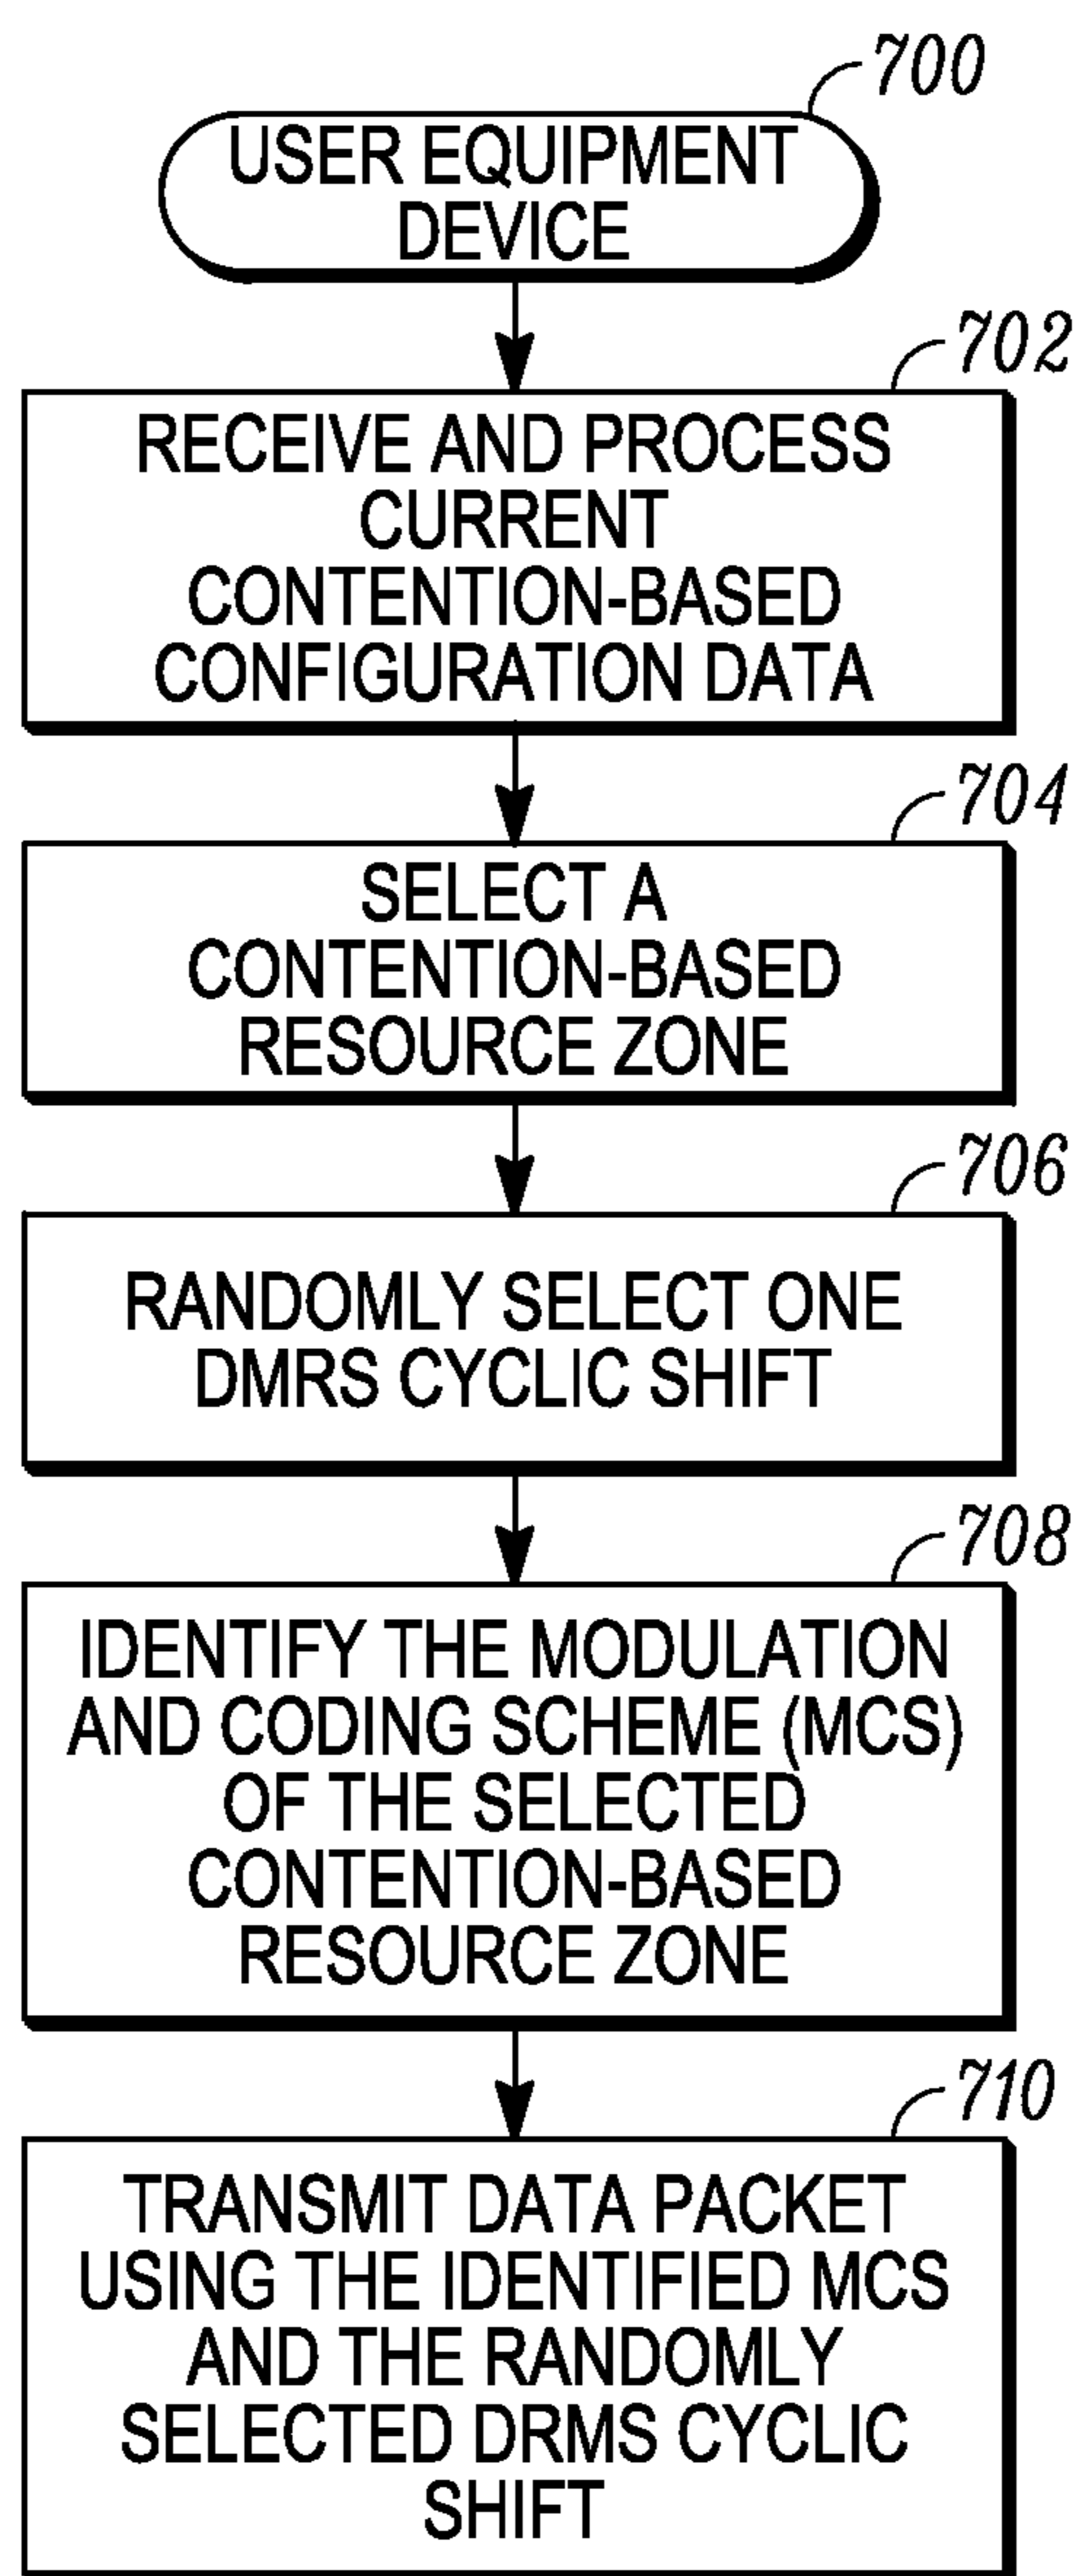 700
USER EQUIPMENT
DEVICE
702
RECEIVE AND PROCESS
CURRENT
CONTENTION-BASED
CONFIGURATION DATA
704
SELECT A
CONTENTION-BASED
RESOURCE ZONE
706
RANDOMLY SELECT ONE
DMRS CYCLIC SHIFT
708
IDENTIFY THE MODULATION
AND CODING SCHEME (MCS)
OF THE SELECTED
CONTENTION-BASED
RESOURCE ZONE
710
TRANSMIT DATA PACKET
USING THE IDENTIFIED MCS
AND THE RANDOMLY
SELECTED DRMS CYCLIC
SHIFT